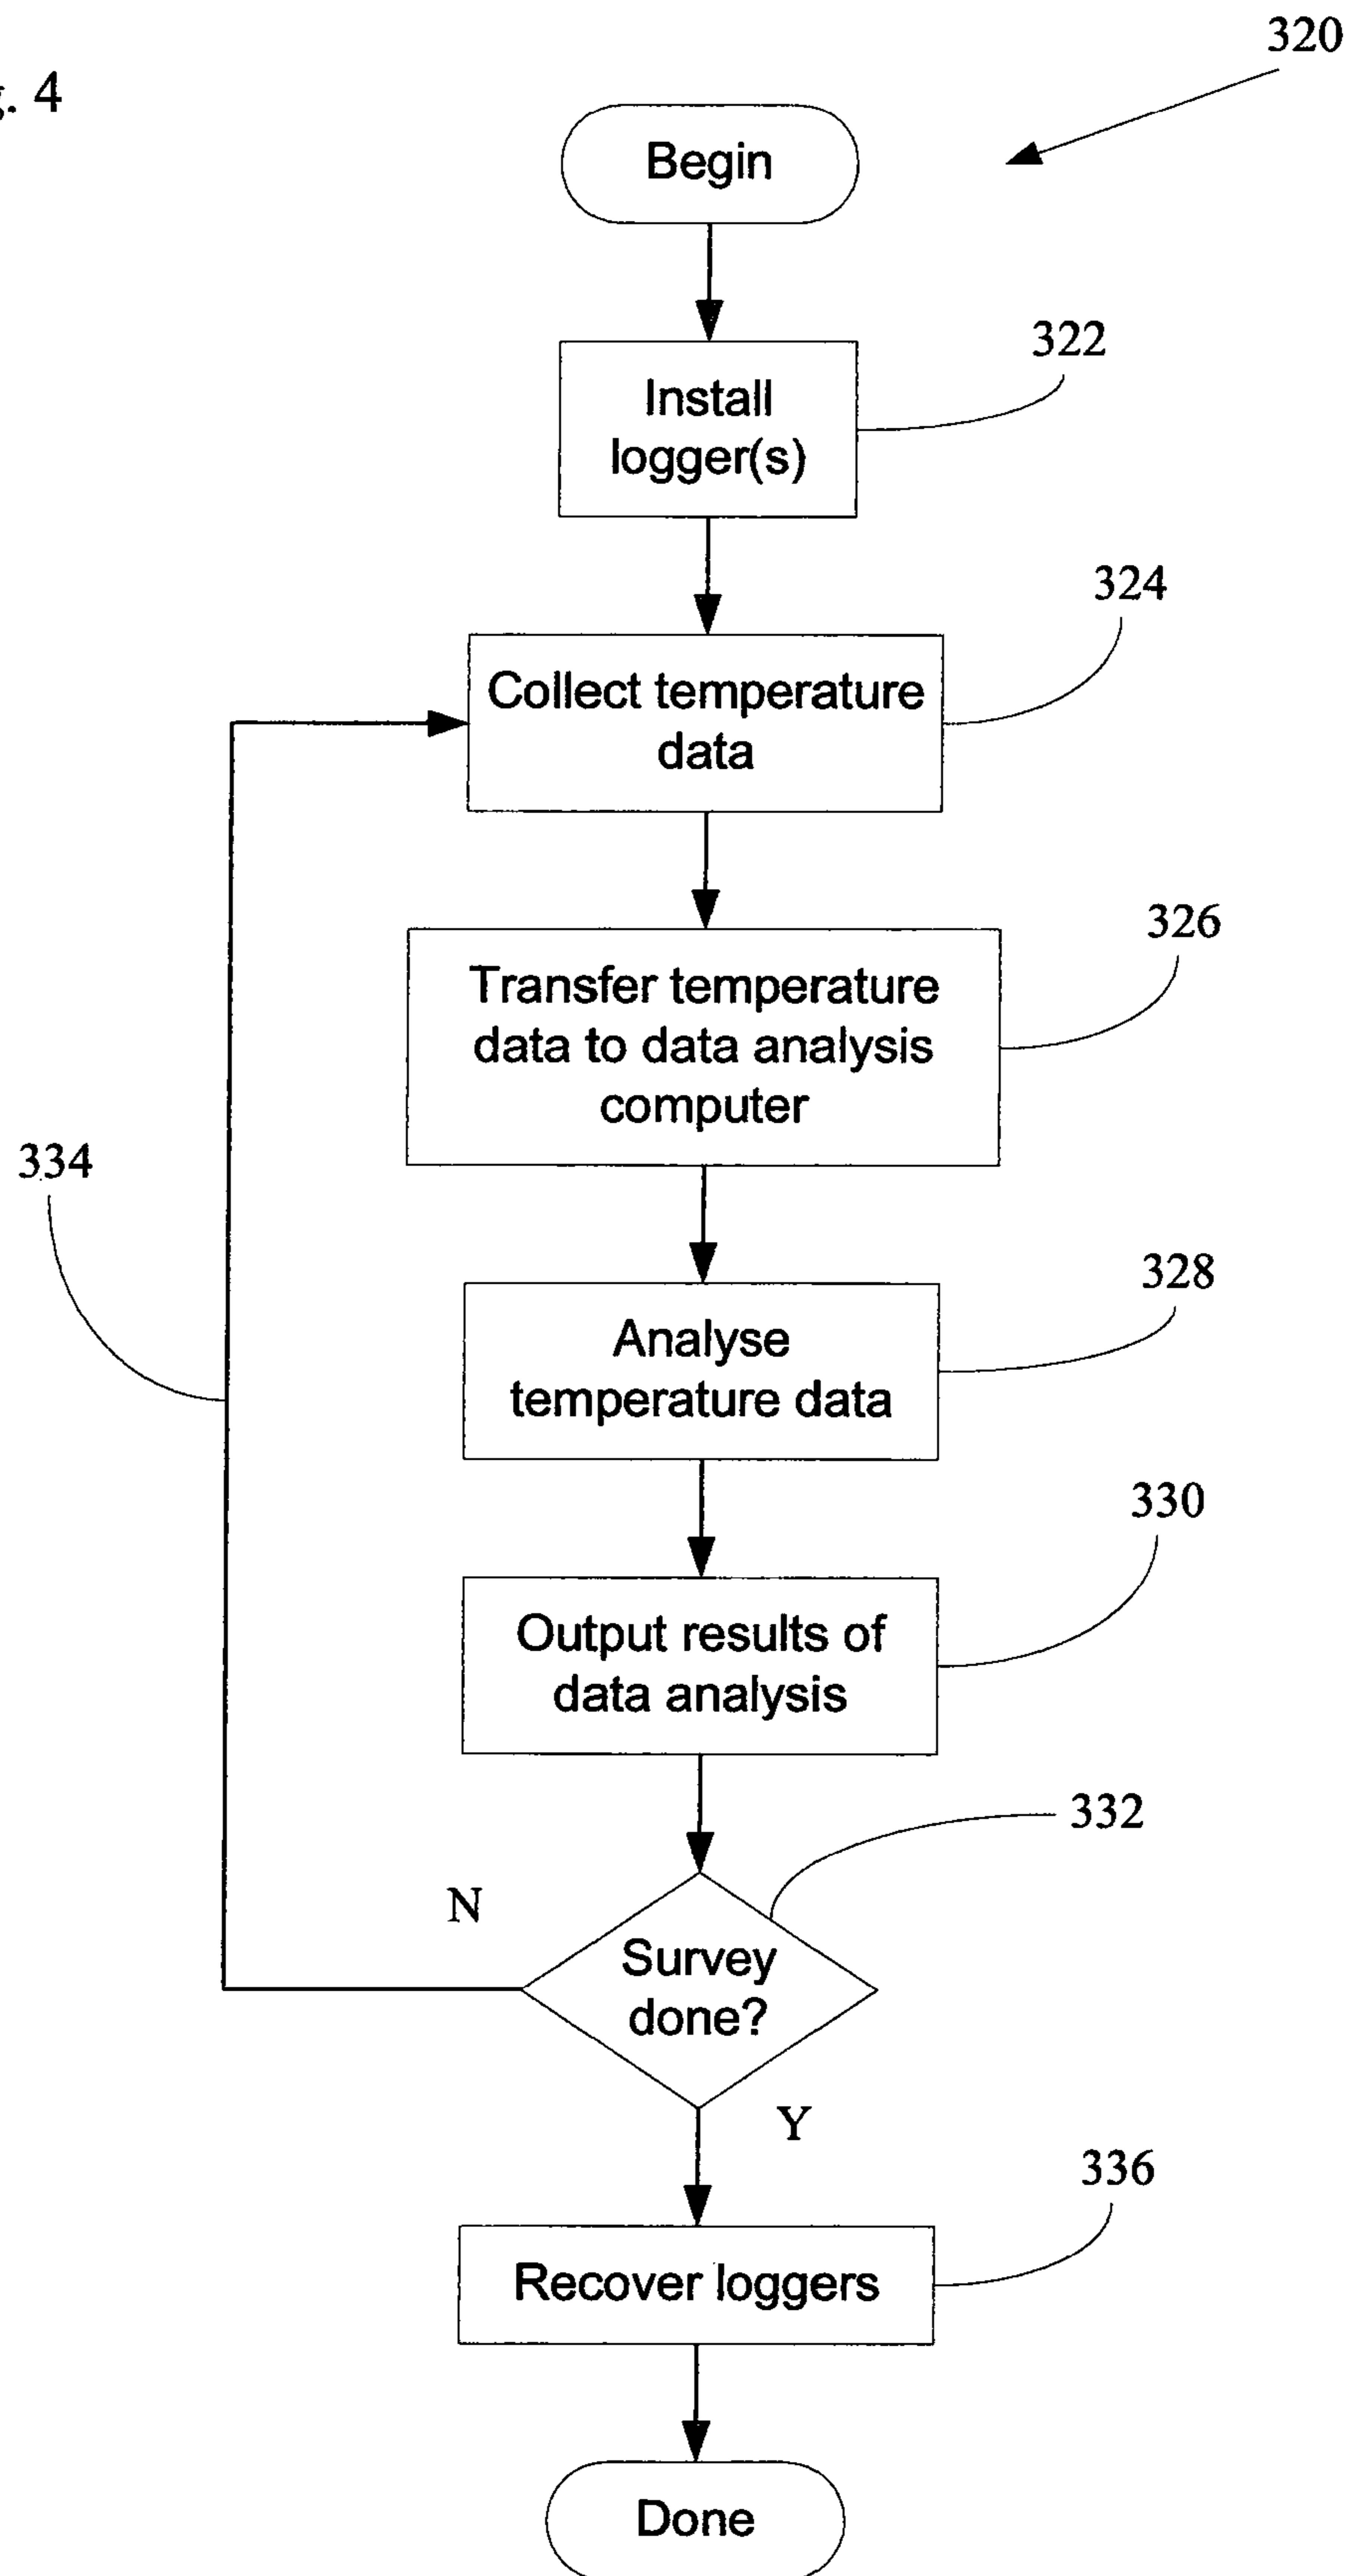 320
g. 4
Begin
322
Install
logger(s)
324
Collect temperature
data
326
Transfer temperature
data to data analysis
computer
334
328
Analyse
temperature data
330
Output results of
data analysis
332
N
Survey
done?
Y
336
Recover loggers
Done